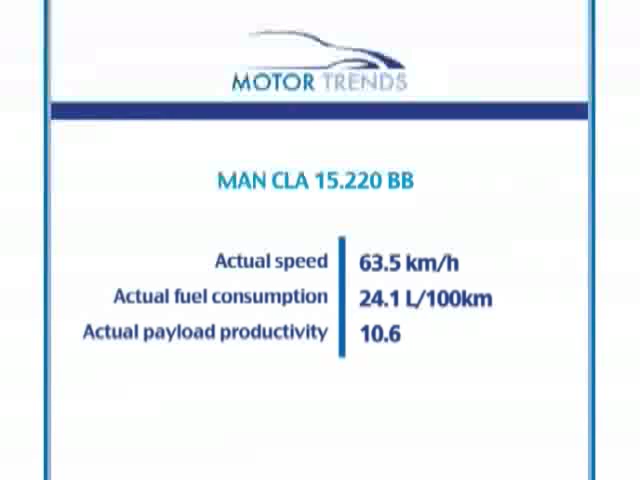 MOTOR TRENDS
MAN CLA 15.220 BB
Actual speed 63.5 km/h
Actual fuel consumption 24.1 L/100km
Actual payload productivity 10.6